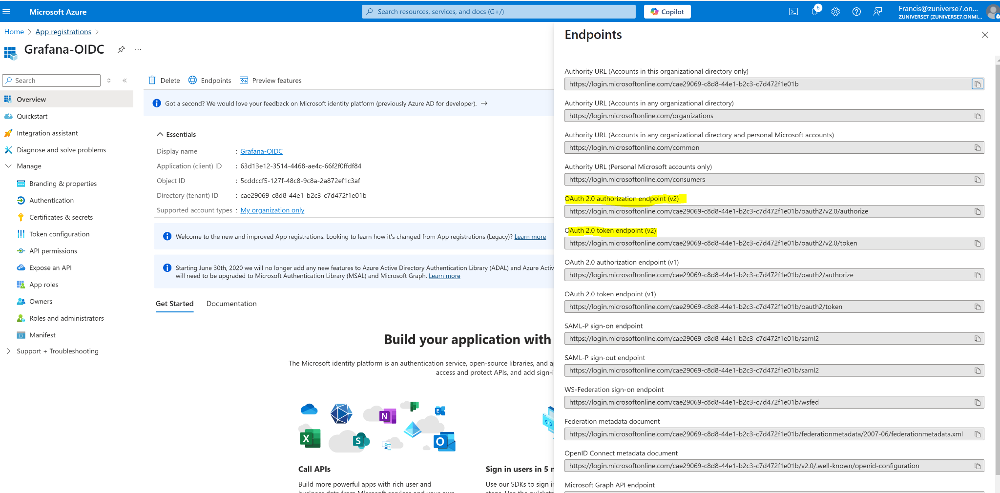 Microsoft Azure
Search resources, services, and docs (G+/)
Copilot
6
Francis@zuniverse7.on...
ZUNIVERSE7 (ZUNIVERSE7.ONMI...
Home > App registrations >
Grafana-OIDC
...
Search
«
Overview
Quickstart
Integration assistant
Diagnose and solve problems
Manage
Branding & properties
Authentication
Certificates & secrets
Token configuration
API permissions
Expose an API
App roles
Owners
Roles and administrators
Manifest
Support + Troubleshooting
Delete
Endpoints
Preview features
Got a second? We would love your feedback on Microsoft identity platform (previously Azure AD for developer). →
Essentials
Display name : Grafana-OIDC
Application (client) ID : 63d13e12-3514-4468-ae4c-66f2f0ffdf84
Object ID : 5cddccf5-127f-48c8-9c8a-2a872ef1c3af
Directory (tenant) ID : cae29069-c8d8-44e1-b2c3-c7d472f1e01b
Supported account types : My organization only
Welcome to the new and improved App registrations. Looking to learn how it's changed from App registrations (Legacy)? Learn more
Starting June 30th, 2020 we will no longer add any new features to Azure Active Directory Authentication Library (ADAL) and Azure Activ
will need to be upgraded to Microsoft Authentication Library (MSAL) and Microsoft Graph. Learn more
Get Started
Documentation
Build your application with
The Microsoft identity platform is an authentication service, open-source libraries, and ap
access and protect APIs, and add sign-i
N
E
X
S
O
Call APIs
Build more powerful apps with rich user and
business data from Microsoft services and your own
Sign in users in 5 m
Use our SDKs to sign in
steps. Use the quicksta
Endpoints
Authority URL (Accounts in this organizational directory only)
https://login.microsoftonline.com/cae29069-c8d8-44e1-b2c3-c7d472f1e01b
Authority URL (Accounts in any organizational directory)
https://login.microsoftonline.com/organizations
Authority URL (Accounts in any organizational directory and personal Microsoft accounts)
https://login.microsoftonline.com/common
Authority URL (Personal Microsoft accounts only)
https://login.microsoftonline.com/consumers
OAuth 2.0 authorization endpoint (v2)
https://login.microsoftonline.com/cae29069-c8d8-44e1-b2c3-c7d472f1e01b/oauth2/v2.0/authorize
OAuth 2.0 token endpoint (v2)
https://login.microsoftonline.com/cae29069-c8d8-44e1-b2c3-c7d472f1e01b/oauth2/v2.0/token
OAuth 2.0 authorization endpoint (v1)
https://login.microsoftonline.com/cae29069-c8d8-44e1-b2c3-c7d472f1e01b/oauth2/authorize
OAuth 2.0 token endpoint (v1)
https://login.microsoftonline.com/cae29069-c8d8-44e1-b2c3-c7d472f1e01b/oauth2/token
SAML-P sign-on endpoint
https://login.microsoftonline.com/cae29069-c8d8-44e1-b2c3-c7d472f1e01b/saml2
SAML-P sign-out endpoint
https://login.microsoftonline.com/cae29069-c8d8-44e1-b2c3-c7d472f1e01b/saml2
WS-Federation sign-on endpoint
https://login.microsoftonline.com/cae29069-c8d8-44e1-b2c3-c7d472f1e01b/wsfed
Federation metadata document
https://login.microsoftonline.com/cae29069-c8d8-44e1-b2c3-c7d472f1e01b/federationmetadata/2007-06/federationmetadata.xml
OpenID Connect metadata document
https://login.microsoftonline.com/cae29069-c8d8-44e1-b2c3-c7d472f1e01b/v2.0/.well-known/openid-configuration
Microsoft Graph API endpoint